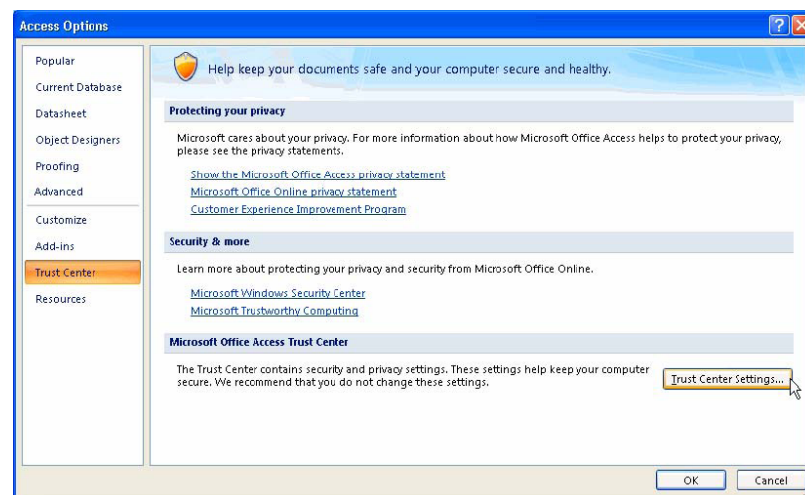 Access Options
Popular
Current Database
Datasheet
Object Designers
Proofing
Advanced
Customize
Add-ins
Trust Center
Resources
Help keep your documents safe and your computer secure and healthy.
Protecting your privacy
Microsoft cares about your privacy. For more information about how Microsoft Office Access helps to protect your privacy,
please see the privacy statements.
Show the Microsoft Office Access privacy statement
Microsoft Office Online privacy statement
Customer Experience Improvement Program
Security & more
Learn more about protecting your privacy and security from Microsoft Office Online.
Microsoft Windows Security Center
Microsoft Trustworthy Computing
Microsoft Office Access Trust Center
The Trust Center contains security and privacy settings. These settings help keep your computer
secure. We recommend that you do not change these settings.
Trust Center Settings...
OK
Cancel